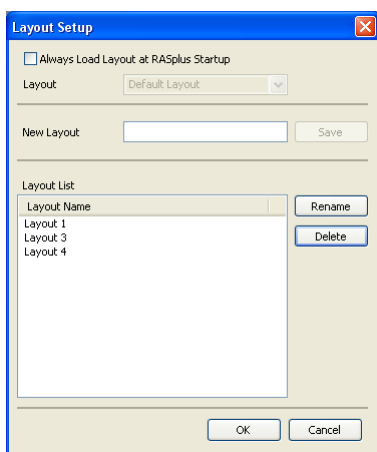 Layout Setup
Always Load Layout at RASplus Startup
Layout Default Layout
New Layout Save
Layout List
Layout Name
Rename
Layout 1
Layout 3
Delete
Layout 4
OK Cancel